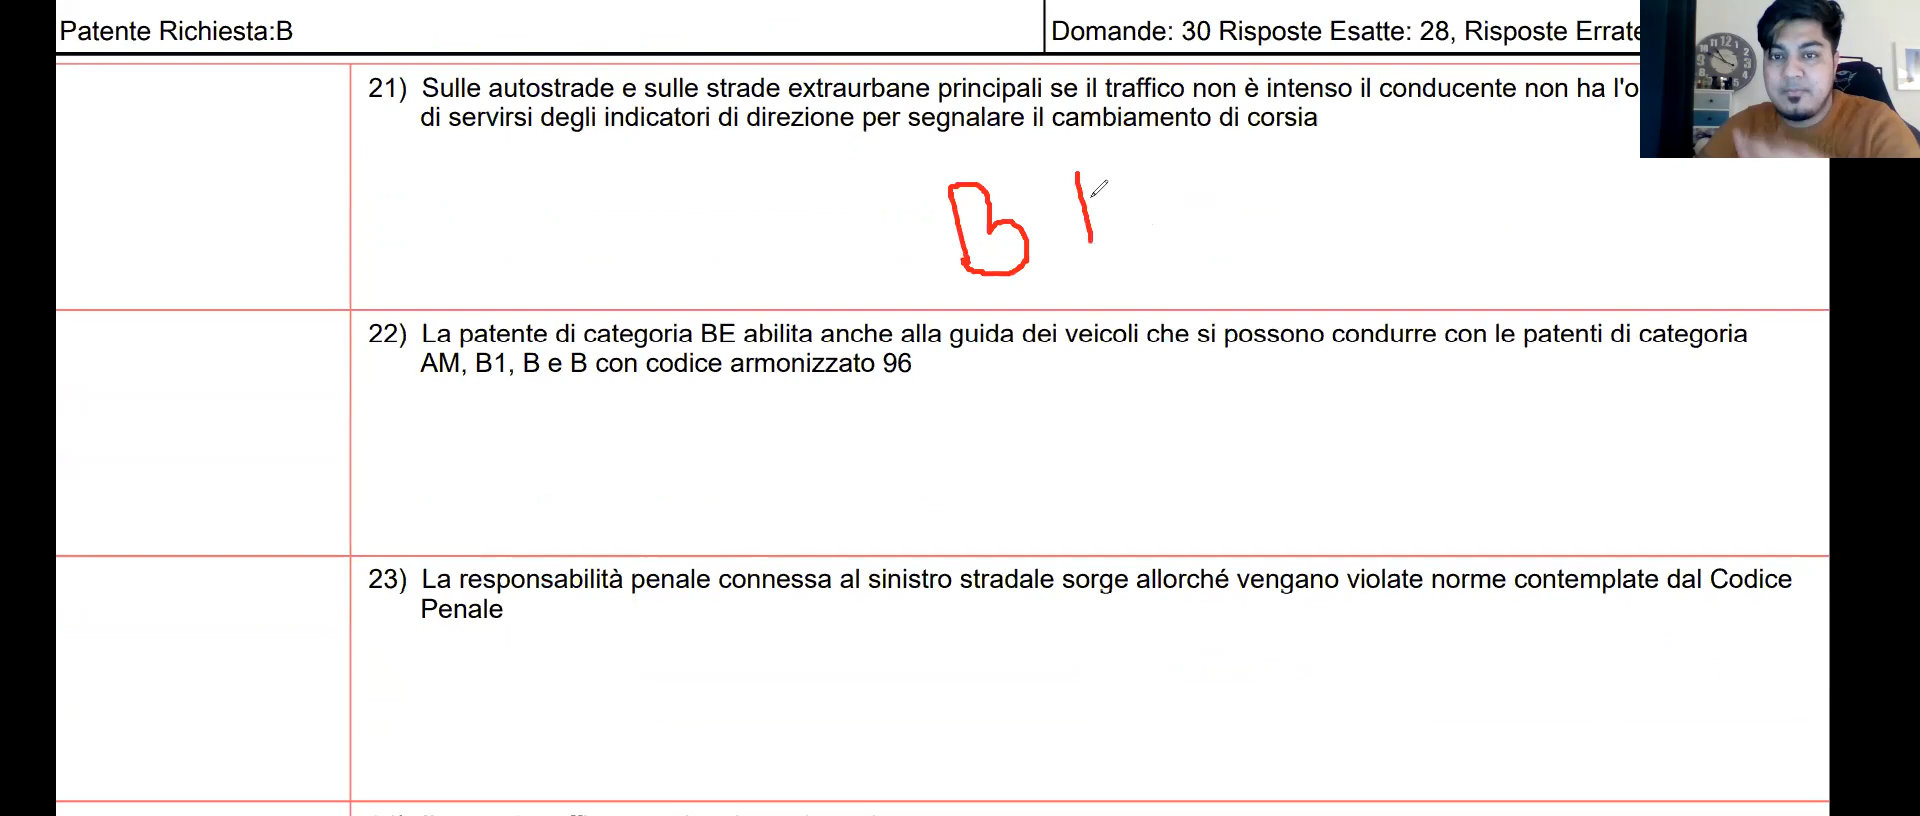 Patente Richiesta:B
Domande: 30 Risposte Esatte: 28, Risposte Errate
21) Sulle autostrade e sulle strade extraurbane principali se il traffico non è intenso il conducente non ha l'o
di servirsi degli indicatori di direzione per segnalare il cambiamento di corsia
B
22) La patente di categoria BE abilita anche alla guida dei veicoli che si possono condurre con le patenti di categoria
AM, B1, B e B con codice armonizzato 96
23) La responsabilità penale connessa al sinistro stradale sorge allorché vengano violate norme contemplate dal Codice
Penale